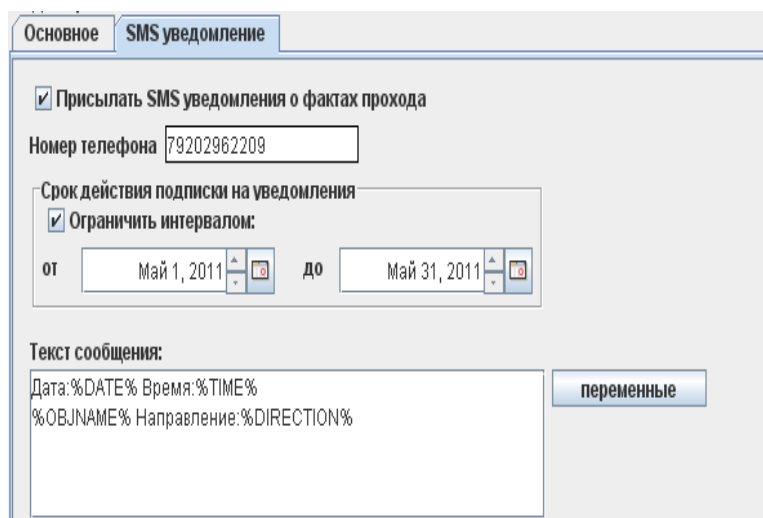 Основное SMS уведомление
Присылать SMS уведомления о фактах прохода
Номер телефона 79202962209
Срок действия подписки на уведомления
Ограничить интервалом:
от Май 1, 2011 до Май 31, 2011
Текст сообщения:
Дата:%DATE% Время:%TIME%
%OBJNAME% Направление:%DIRECTION%
переменные